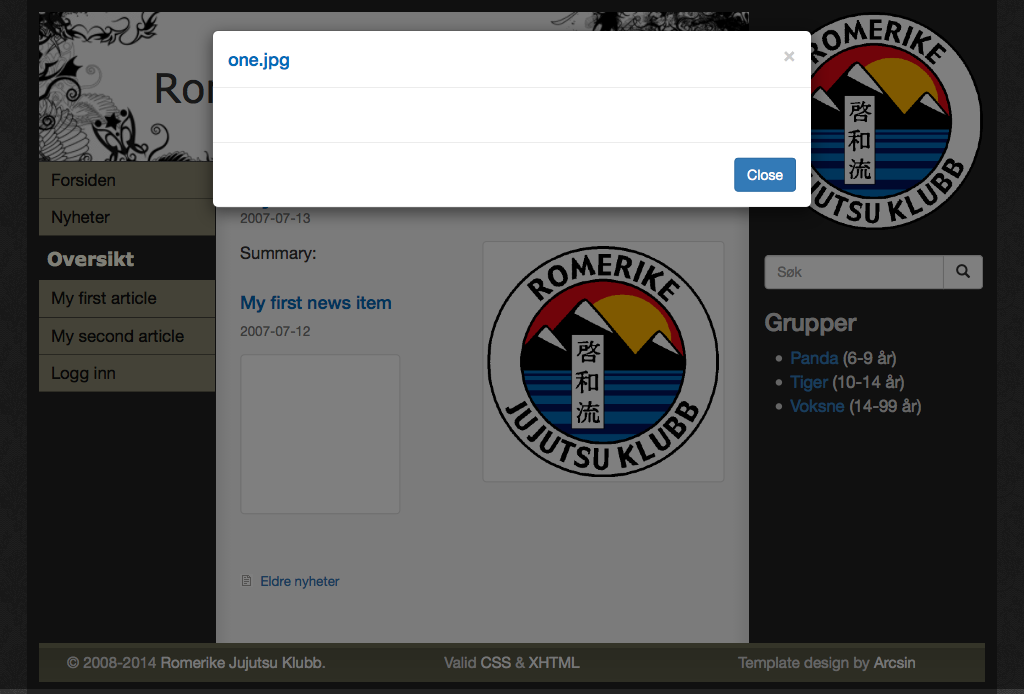 one.jpg
×
Close
Ror
Forsiden
Nyheter
Oversikt
My first article
My second article
Logg inn
2007-07-13
Summary:
My first news item
2007-07-12
ROMERIKE
啓和流
JUJUTSU KLUBB
Eldre nyheter
ROMERIKE
啓和流
JUTSU KLUBB
Søk
Grupper
Panda (6-9 år)
Tiger (10-14 år)
Voksne (14-99 år)
© 2008-2014 Romerike Jujutsu Klubb.
Valid CSS & XHTML
Template design by Arcsin